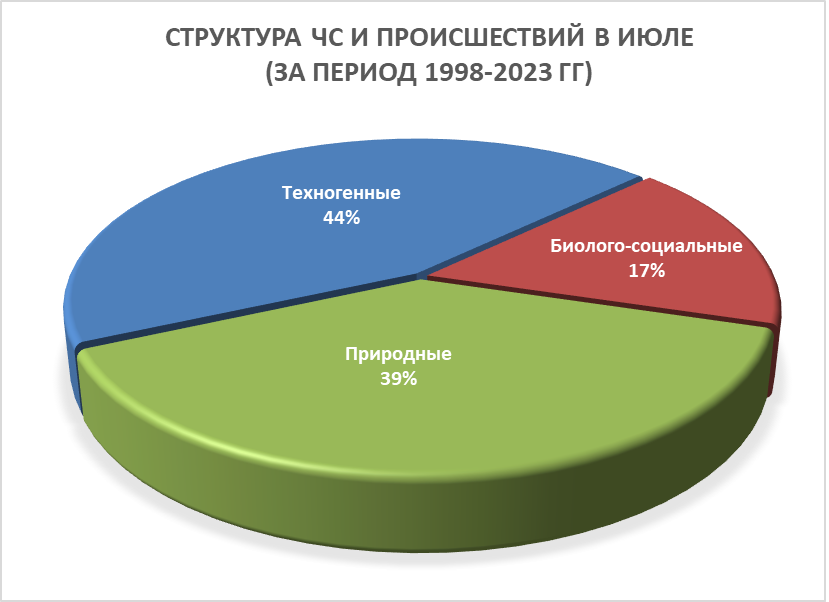 СТРУКТУРА ЧС И ПРОИСШЕСТВИЙ В ИЮЛЕ
(ЗА ПЕРИОД 1998-2023 ГГ)
Техногенные
44%
Биолого-социальные
17%
Природные
39%